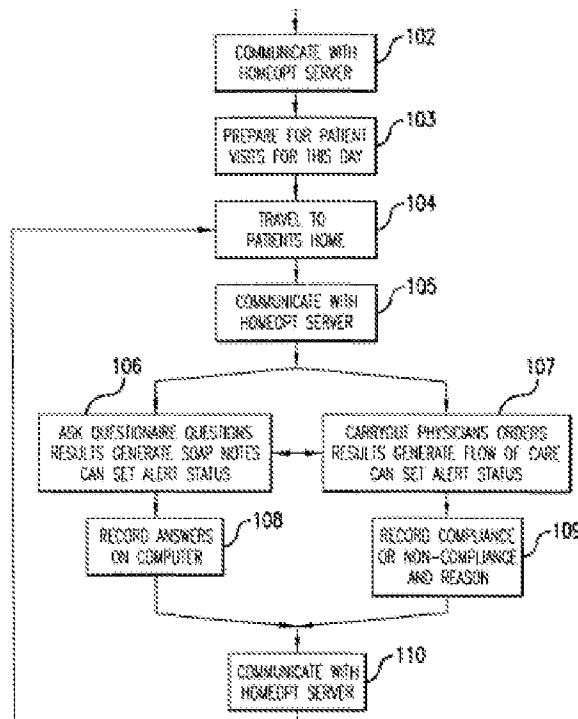 102
COMMUNICATE WITH
HOMEOPT SERVER
103
PREPARE FOR PATIENT
VISITS FOR THIS DAY
104
TRAVEL TO
PATIENTS HOME
105
COMMUNICATE WITH
HOMEOPT SERVER
106
ASK QUESTIONAIRE QUESTIONS
RESULTS GENERATE SOAP NOTES
CAN SET ALERT STATUS
107
CARRYOUT PHYSICIANS ORDERS
RESULTS GENERATE FLOW OF CARE
CAN SET ALERT STATUS
108
RECORD ANSWERS
ON COMPUTER
109
RECORD COMPLIANCE
OR NON-COMPLIANCE
AND REASON
110
COMMUNICATE WITH
HOMEOPT SERVER